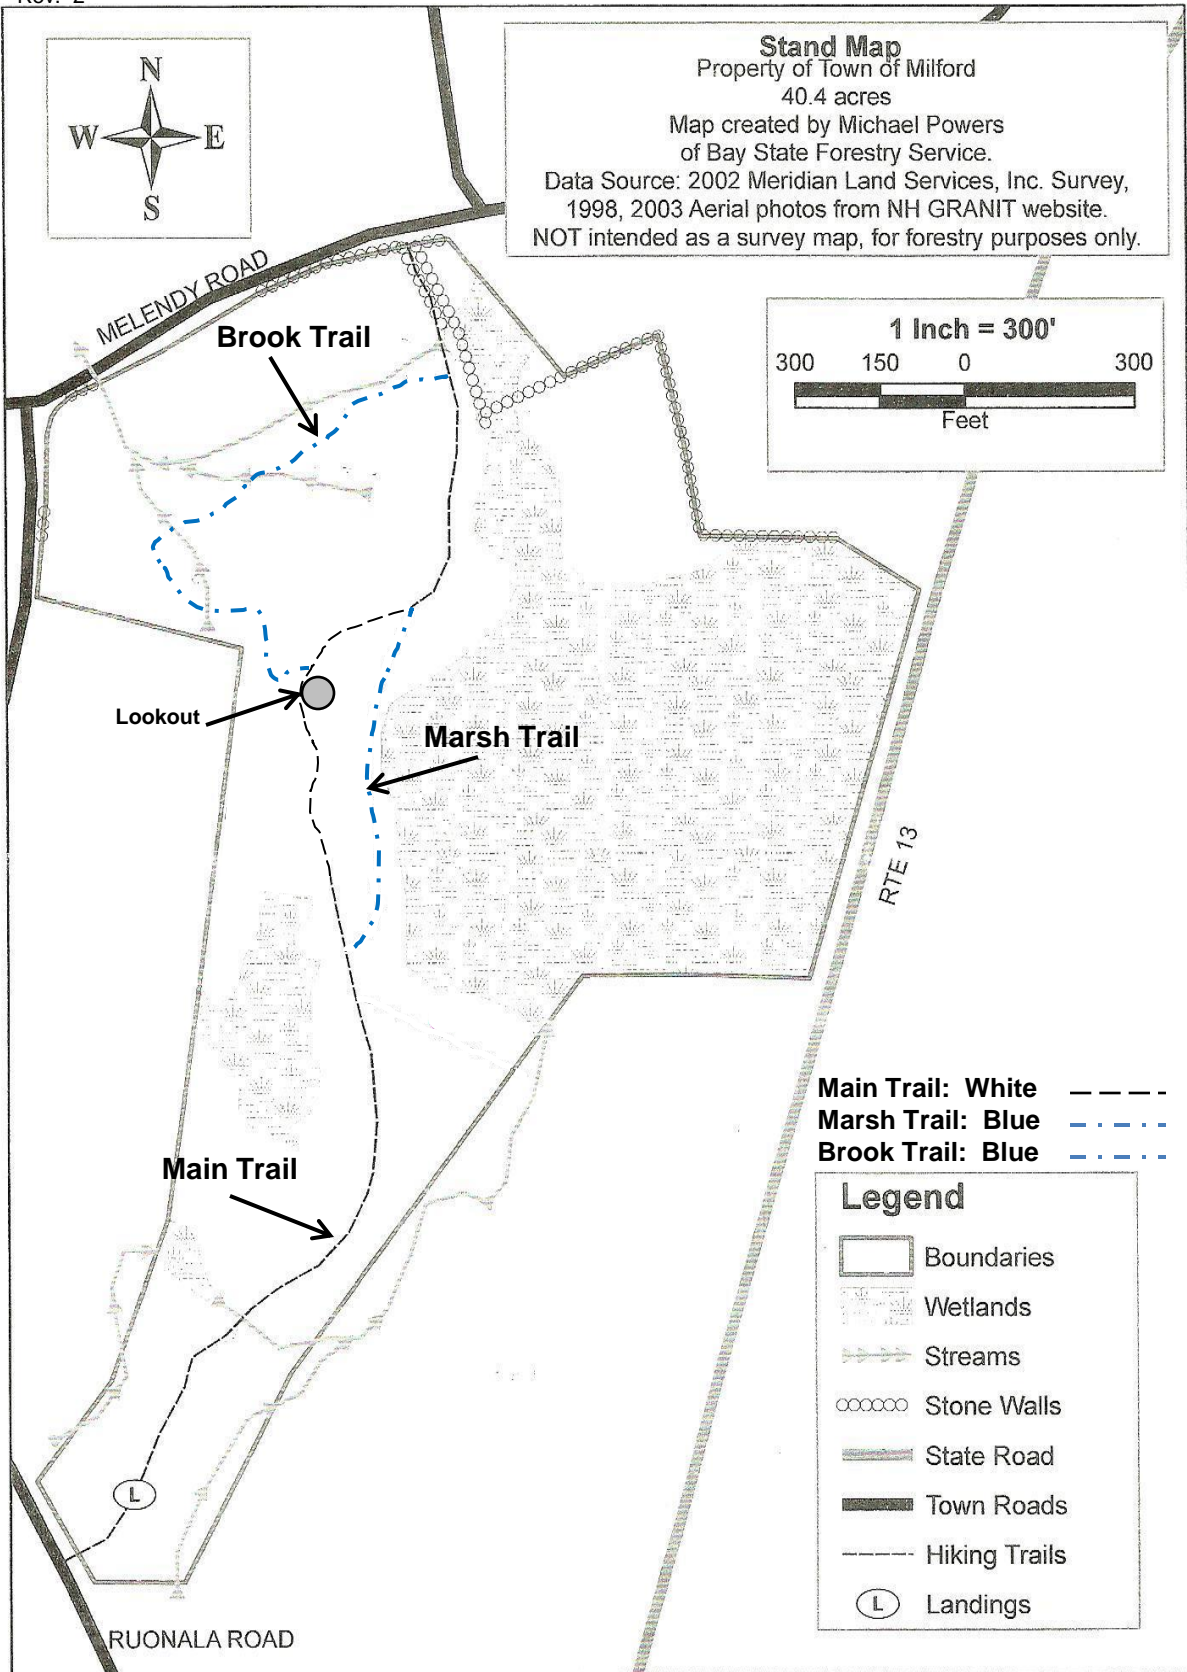 Rev. 2
N
W E
S
Stand Map
Property of Town of Milford
40.4 acres
Map created by Michael Powers
of Bay State Forestry Service.
Data Source: 2002 Meridian Land Services, Inc. Survey,
1998, 2003 Aerial photos from NH GRANIT website.
NOT intended as a survey map, for forestry purposes only.
1 Inch = 300'
300 150 0 300
Feet
MELENDY ROAD
Brook Trail
Lookout
Marsh Trail
RTE 13
Main Trail
L
RUONALA ROAD
Main Trail: White
Marsh Trail: Blue
Brook Trail: Blue
Legend
Boundaries
Wetlands
Streams
Stone Walls
State Road
Town Roads
Hiking Trails
L Landings